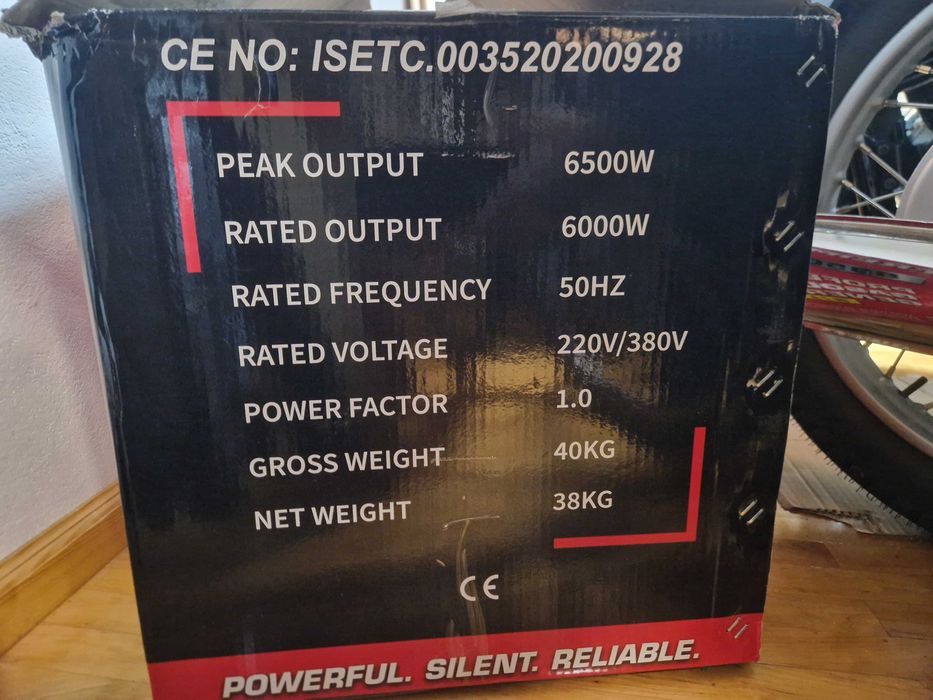 CE NO: ISETC.003520200928
PEAK OUTPUT 6500W
RATED OUTPUT 6000W
RATED FREQUENCY 50HZ
RATED VOLTAGE 220V/380V
POWER FACTOR 1.0
GROSS WEIGHT 40KG
NET WEIGHT 38KG
CE
POWERFUL. SILENT. RELIABLE.